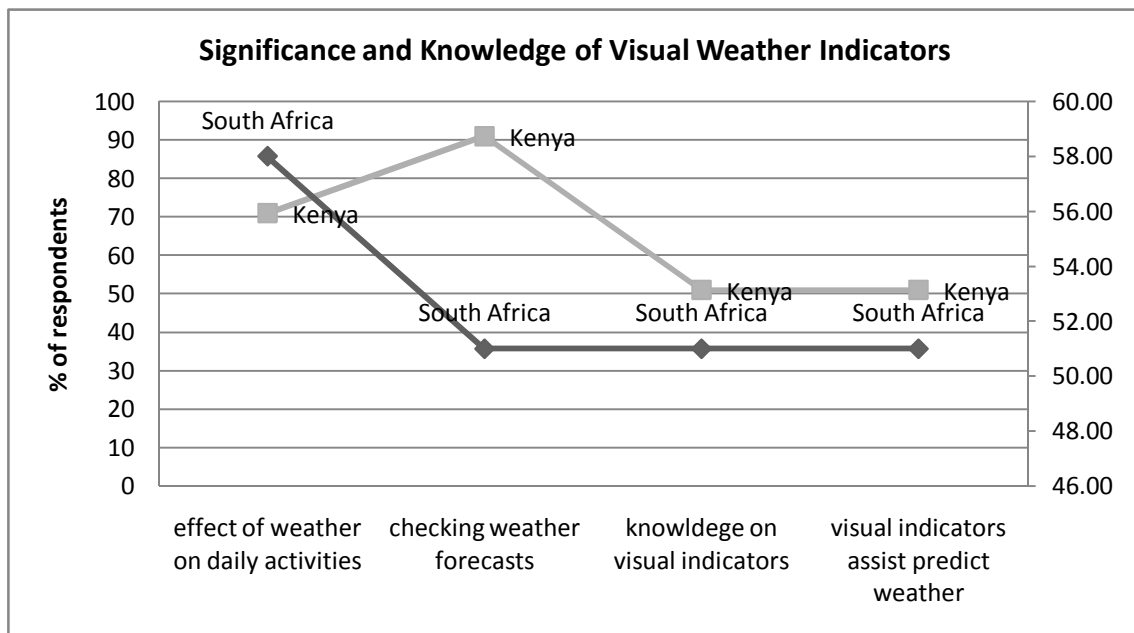 Significance and Knowledge of Visual Weather Indicators
% of respondents
100
90
80
70
60
50
40
30
20
10
0
60.00
58.00
56.00
54.00
52.00
50.00
48.00
46.00
South Africa
Kenya
Kenya
South Africa
Kenya
South Africa
Kenya
South Africa
effect of weather
on daily activities
checking weather
forecasts
knowldege on
visual indicators
visual indicators
assist predict
weather